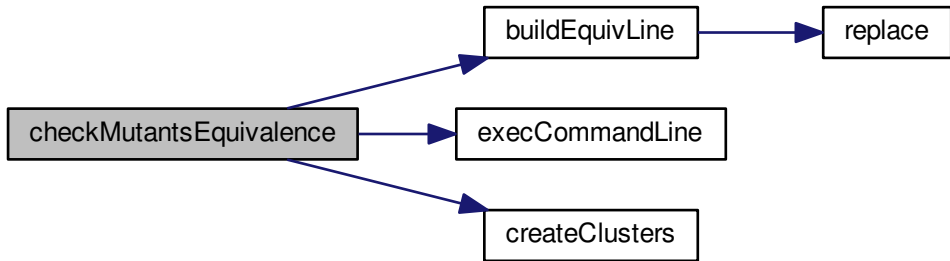 buildEquivLine
replace
checkMutantsEquivalence
execCommandLine
createClusters